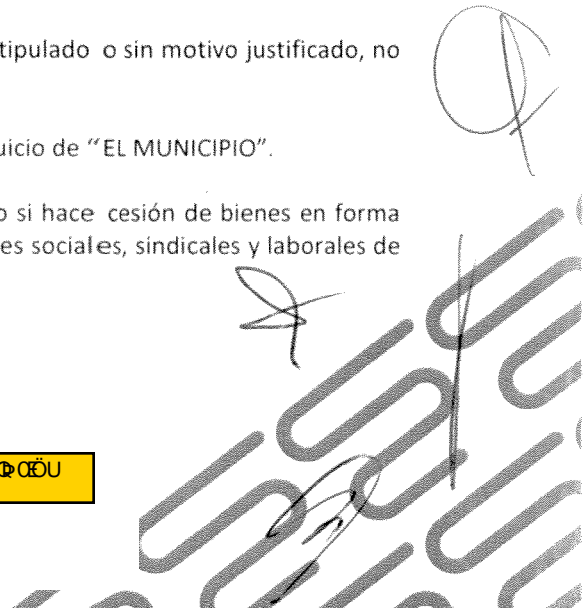 tipulado o sin motivo justificado, no
uicio de “EL MUNICIPIO”.
o si hace cesión de bienes en forma
es sociales, sindicales y laborales de